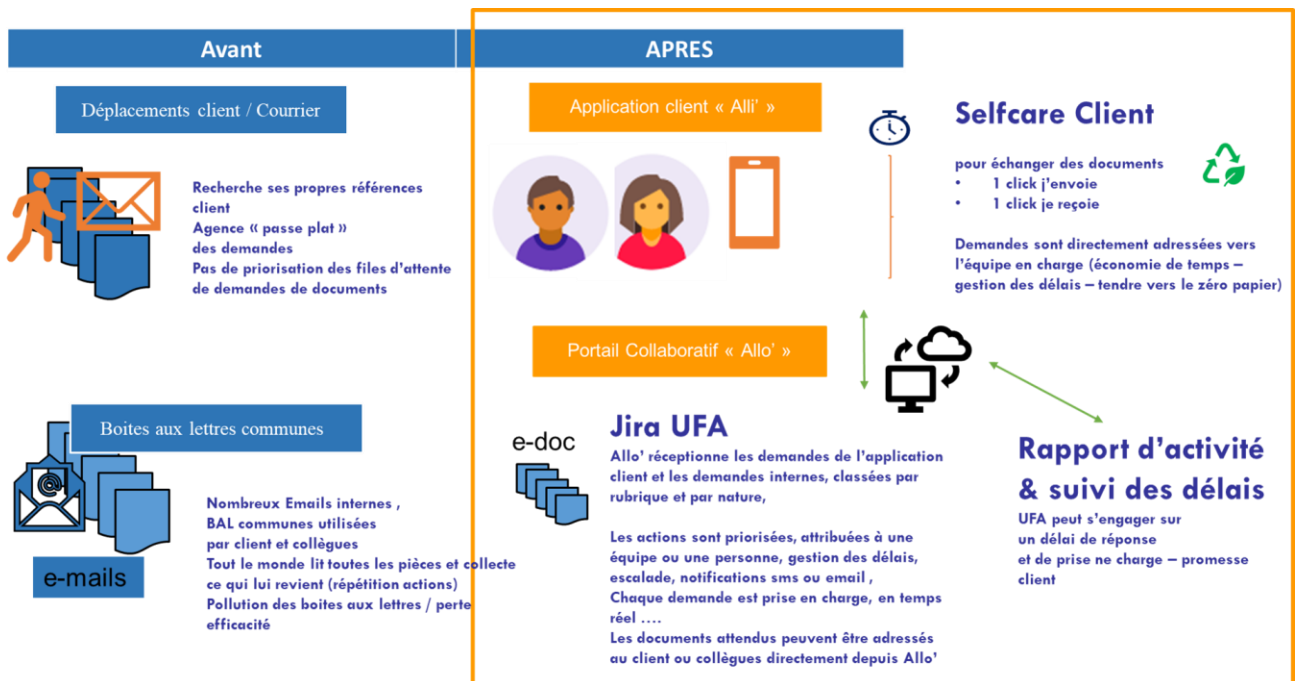 Avant
APRES
Déplacements client / Courrier
Recherche ses propres références
client
Agence « passe plat »
des demandes
Pas de priorisation des files d'attente
de demandes de documents
Boites aux lettres communes
e-mails
Nombreux Emails internes ,
BAL communes utilisées
par client et collègues
Tout le monde lit toutes les pièces et collecte
ce qui lui revient (répétition actions)
Pollution des boites aux lettres / perte
efficacité
Application client « Alli' »
Selfcare Client
pour échanger des documents
• 1 click j'envoie
• 1 click je reçoie
Demandes sont directement adressées vers
l'équipe en charge (économie de temps –
gestion des délais – tendre vers le zéro papier)
Portail Collaboratif « Allo' »
e-doc
Jira UFA
Allo' réceptionne les demandes de l'application
client et les demandes internes, classées par
rubrique et par nature,
Les actions sont priorisées, attribuées à une
équipe ou une personne, gestion des délais,
escalade, notifications sms ou email ,
Chaque demande est prise en charge, en temps
réel ....
Les documents attendus peuvent être adressés
au client ou collègues directement depuis Allo'
Rapport d'activité
& suivi des délais
UFA peut s'engager sur
un délai de réponse
et de prise ne charge – promesse
client